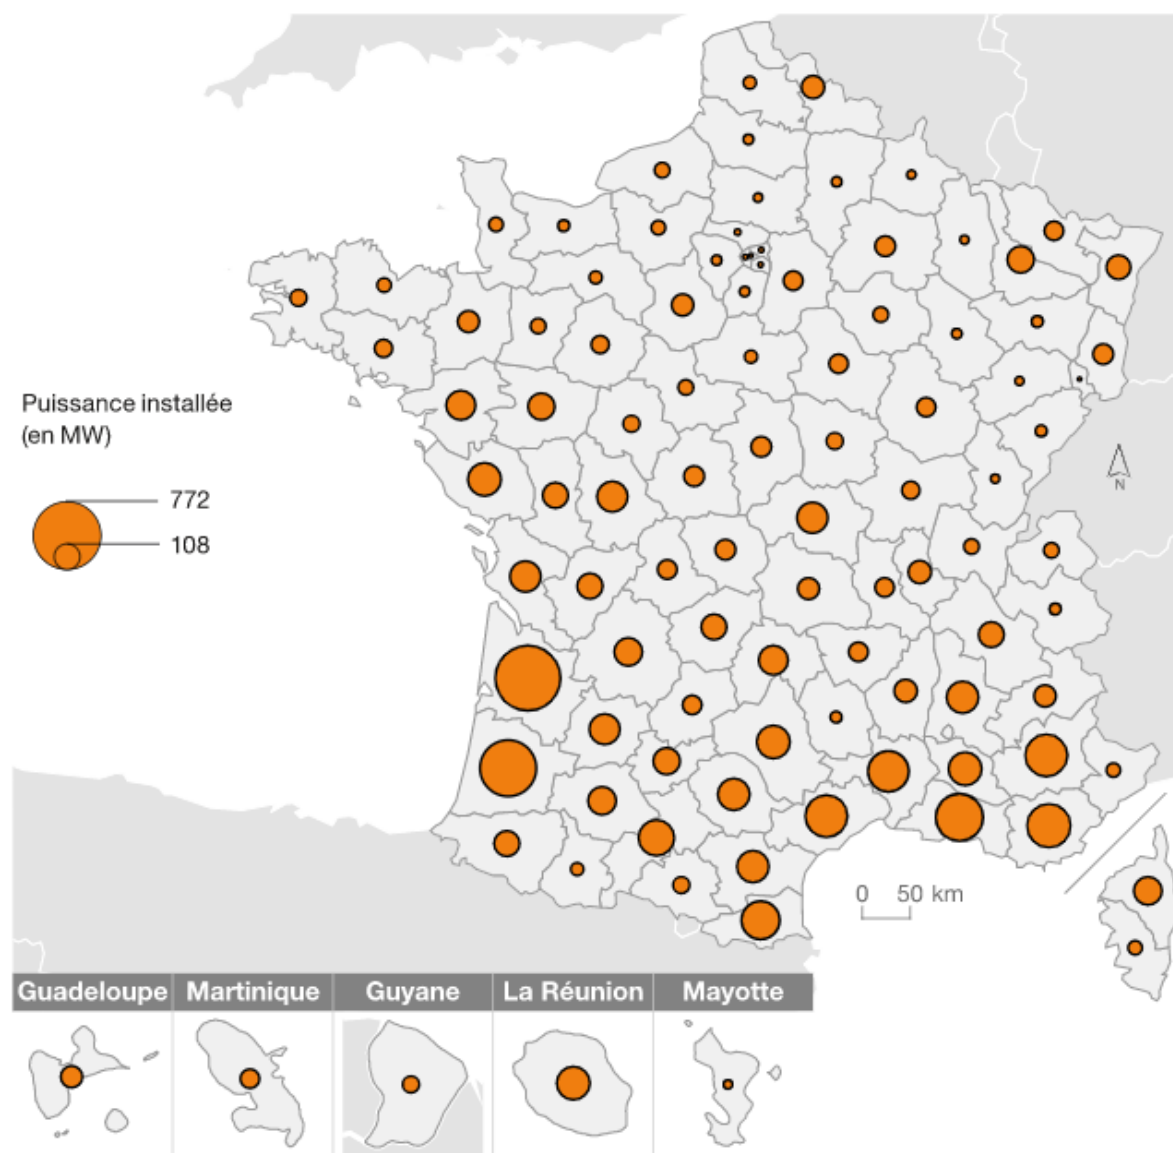 Puissance installée
(en MW)
772
108
N
0 50 km
Guadeloupe Martinique Guyane La Réunion Mayotte